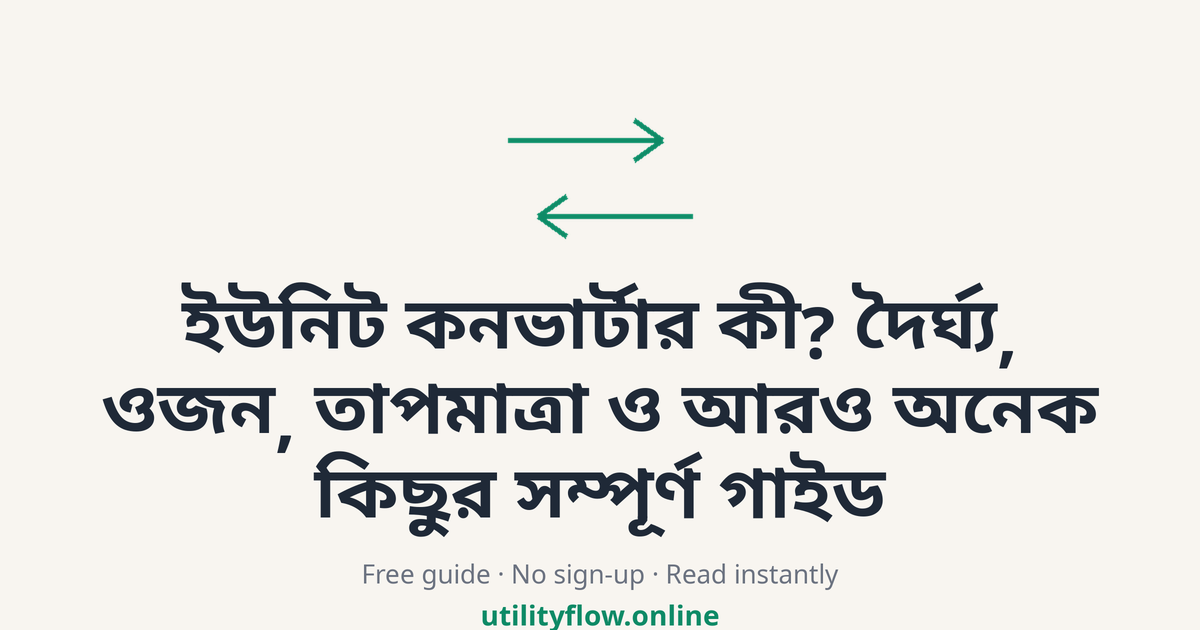 ইউনিট কনভার্টার কী? দৈর্ঘ্য,
ওজন, তাপমাত্রা ও আরও অনেক
কিছুর সম্পূর্ণ গাইড
Free guide · No sign-up · Read instantly
utilityflow.online